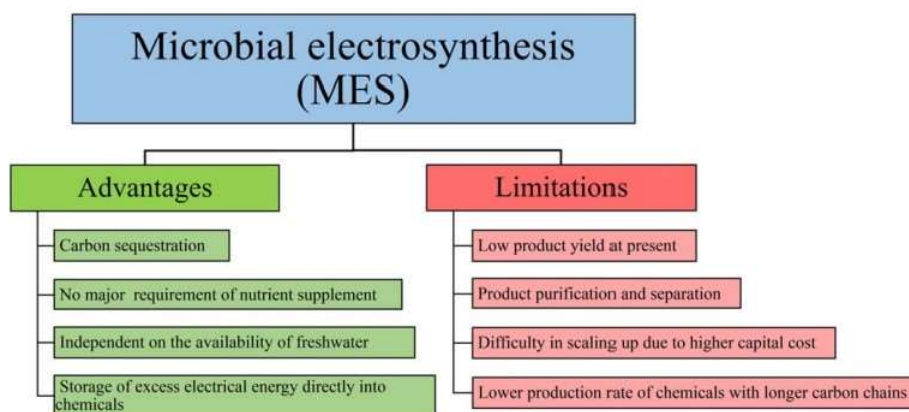 Microbial electrosynthesis
(MES)
Advantages
Limitations
Carbon sequestration
No major requirement of nutrient supplement
Independent on the availability of freshwater
Storage of excess electrical energy directly into
chemicals
Low product yield at present
Product purification and separation
Difficulty in scaling up due to higher capital cost
Lower production rate of chemicals with longer carbon chains